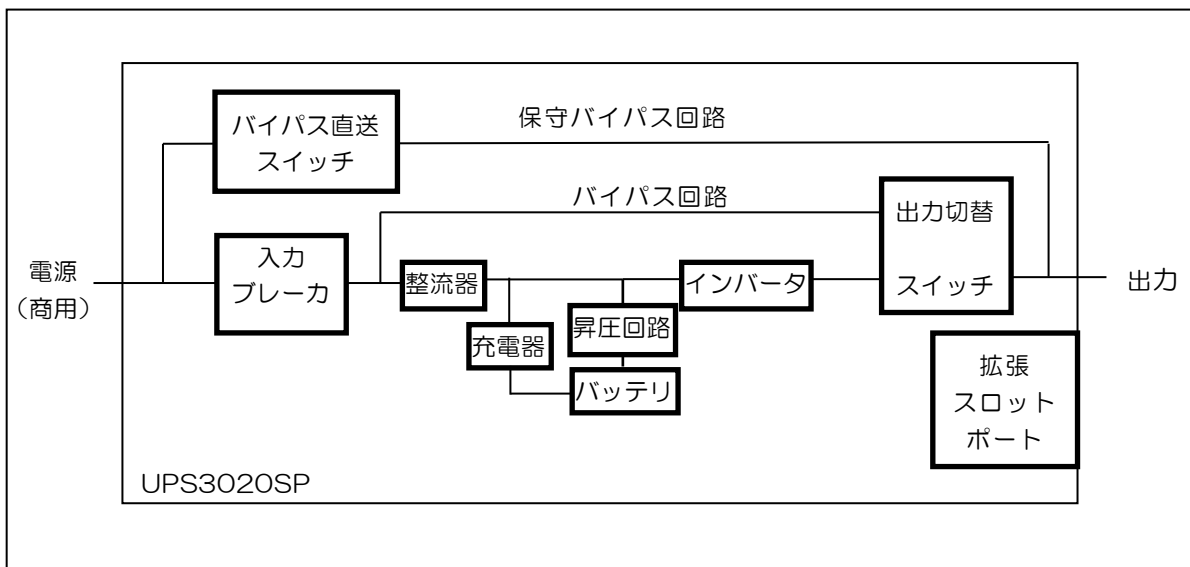 バイパス直送
スイッチ
保守バイパス回路
バイパス回路
出力切替
スイッチ
電源
（商用）
入力
ブレーカ
整流器
インバータ
出力
充電器
昇圧回路
バッテリ
拡張
スロット
ポート
UPS3020SP